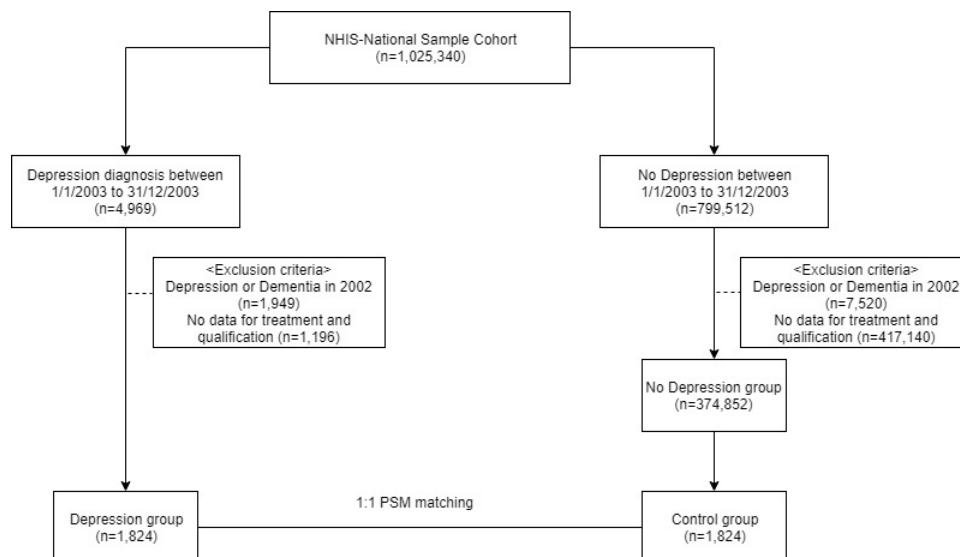 NHIS-National Sample Cohort
(n=1,025,340)
Depression diagnosis between
1/1/2003 to 31/12/2003
(n=4,969)
No Depression between
1/1/2003 to 31/12/2003
(n=799,512)
<Exclusion criteria>
Depression or Dementia in 2002
(n=1,949)
No data for treatment and
qualification (n=1,196)
<Exclusion criteria>
Depression or Dementia in 2002
(n=7,520)
No data for treatment and
qualification (n=417,140)
No Depression group
(n=374,852)
1:1 PSM matching
Depression group
(n=1,824)
Control group
(n=1,824)